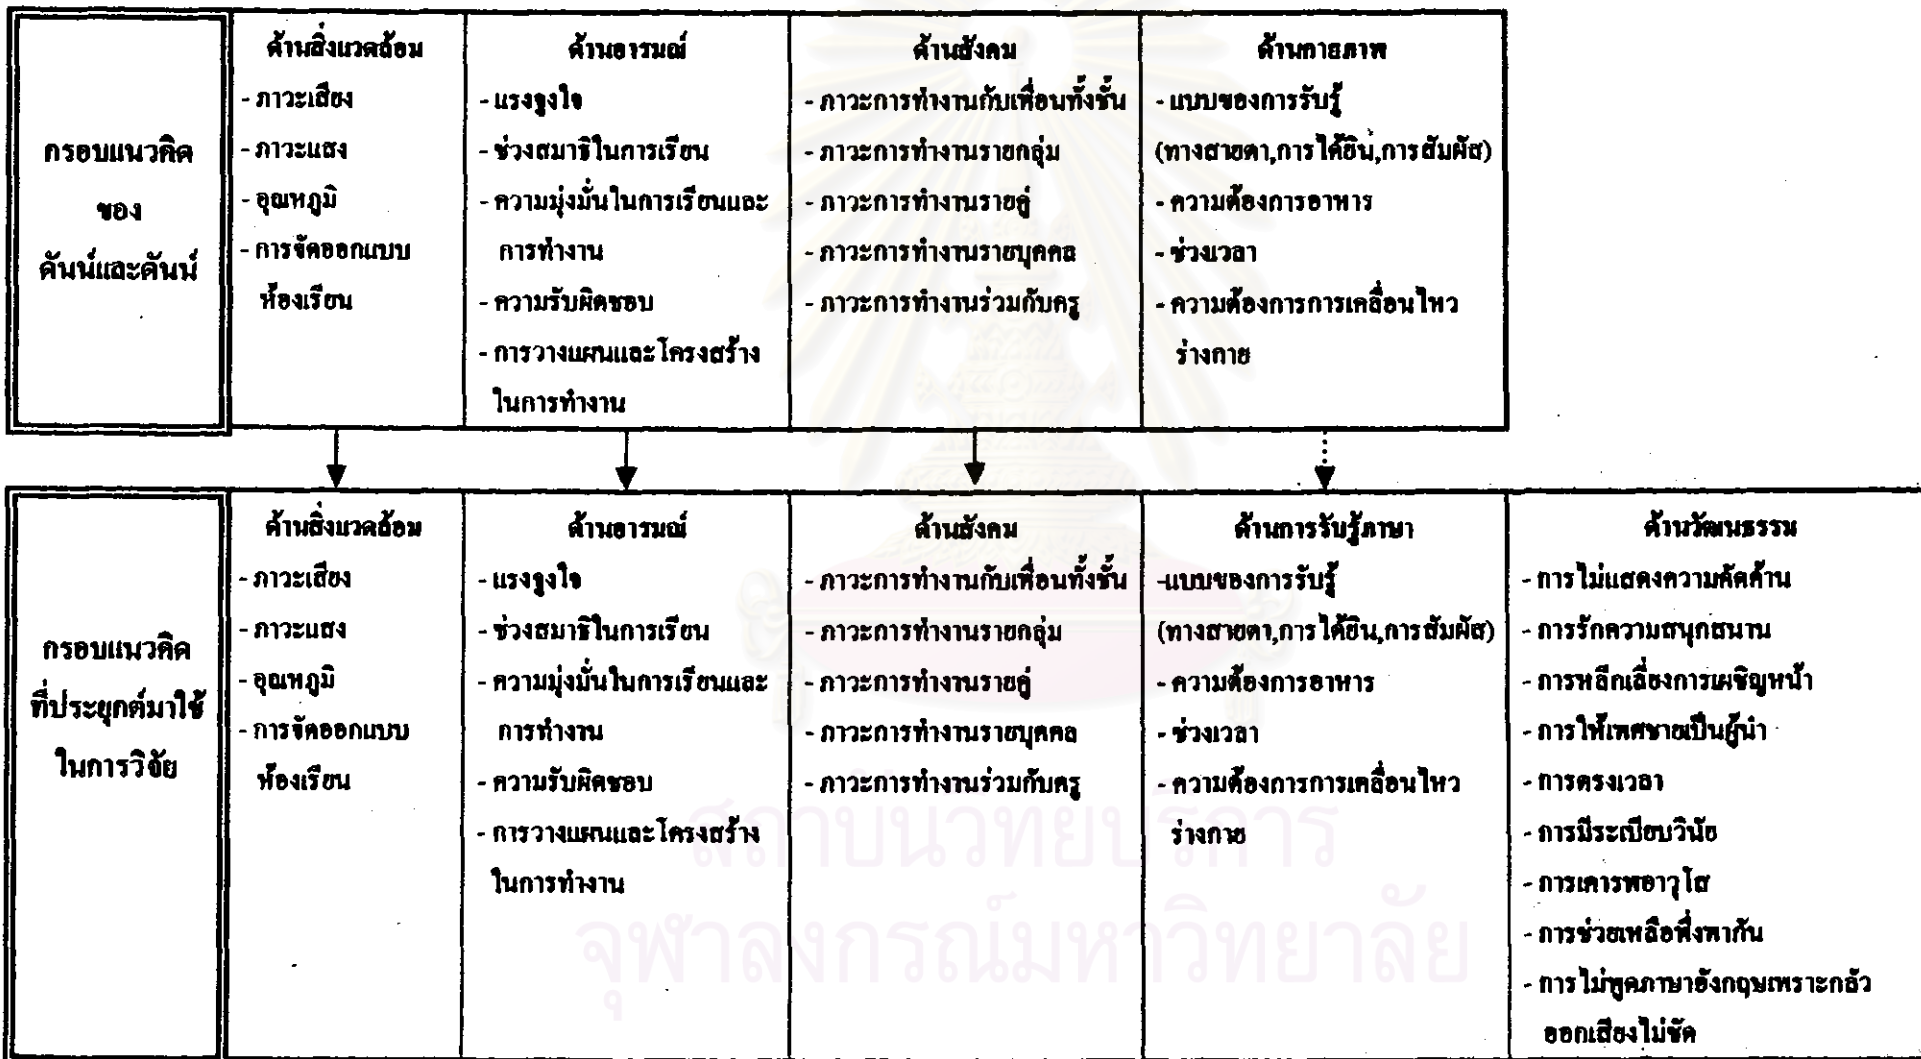 กรอบแนวคิด
ของ
ดันน์และดันน์
ด้านสิ่งแวดล้อม
- ภาวะเสียง
- ภาวะแสง
- อุณหภูมิ
- การจัดออกแบบ
ห้องเรียน
ด้านอารมณ์
- แรงจูงใจ
- ช่วงสมาธิในการเรียน
- ความมุ่งมั่นในการเรียนและ
การทำงาน
- ความรับผิดชอบ
- การวางแผนและโครงสร้าง
ในการทำงาน
ด้านสังคม
- ภาวะการทำงานกับเพื่อนทั้งชั้น
- ภาวะการทำงานรายกลุ่ม
- ภาวะการทำงานรายคู่
- ภาวะการทำงานรายบุคคล
- ภาวะการทำงานร่วมกับครู
ด้านกายภาพ
- แบบของการรับรู้
(ทางสายตา,การได้ยิน,การสัมผัส)
- ความต้องการอาหาร
- ช่วงเวลา
- ความต้องการการเคลื่อนไหว
ร่างกาย
กรอบแนวคิด
ที่ประยุกต์มาใช้
ในการวิจัย
ด้านสิ่งแวดล้อม
- ภาวะเสียง
- ภาวะแสง
- อุณหภูมิ
- การจัดออกแบบ
ห้องเรียน
ด้านอารมณ์
- แรงจูงใจ
- ช่วงสมาธิในการเรียน
- ความมุ่งมั่นในการเรียนและ
การทำงาน
- ความรับผิดชอบ
- การวางแผนและโครงสร้าง
ในการทำงาน
ด้านสังคม
- ภาวะการทำงานกับเพื่อนทั้งชั้น
- ภาวะการทำงานรายกลุ่ม
- ภาวะการทำงานรายคู่
- ภาวะการทำงานรายบุคคล
- ภาวะการทำงานร่วมกับครู
ด้านการรับรู้ภาษา
-แบบของการรับรู้
(ทางสายตา,การได้ยิน,การสัมผัส)
- ความต้องการอาหาร
- ช่วงเวลา
- ความต้องการการเคลื่อนไหว
ร่างกาย
ด้านวัฒนธรรม
- การไม่แสดงความคัดค้าน
- การรักความสนุกสนาน
- การหลีกเลี่ยงการเผชิญหน้า
- การให้เพศชายเป็นผู้นำ
- การตรงเวลา
- การมีระเบียบวินัย
- การเคารพอาวุโส
- การช่วยเหลือพึ่งพากัน
- การไม่พูดภาษาอังกฤษเพราะกลัว
ออกเสียงไม่ชัด
สถาบันวิทยบริการ
จุฬาลงกรณ์มหาวิทยาลัย